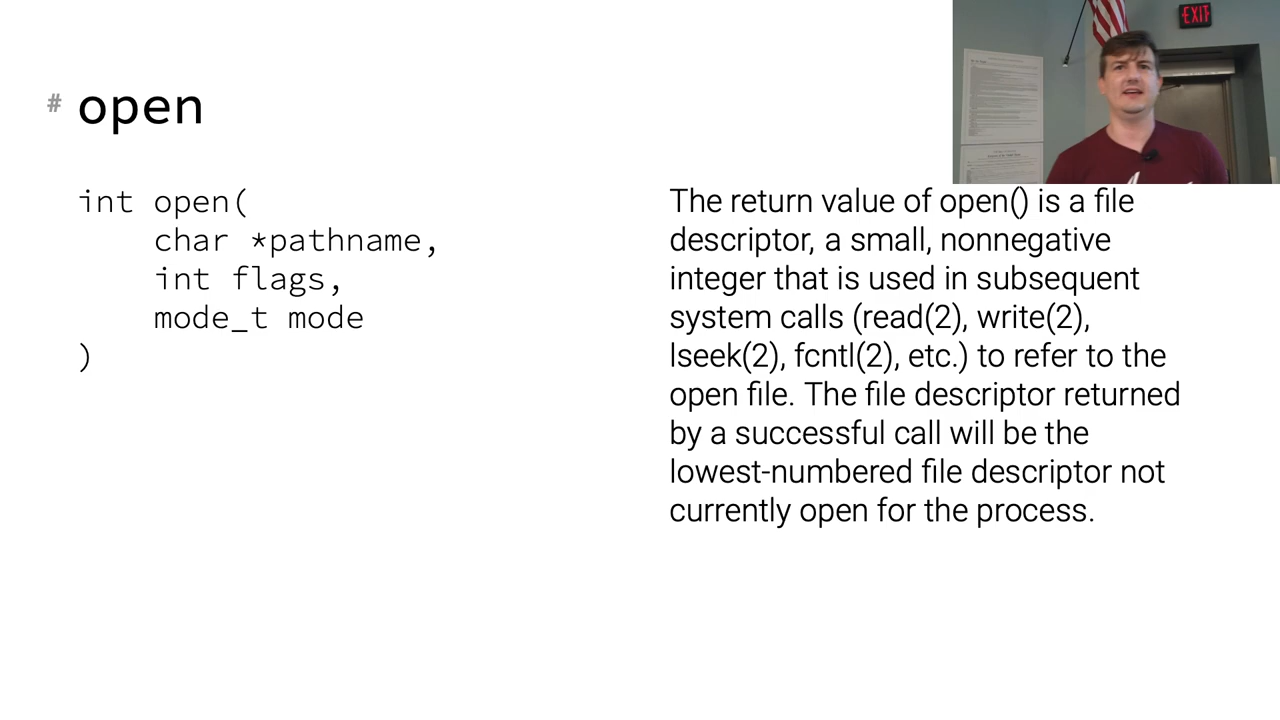 EXIT
# open
int open(
    char *pathname,
    int flags,
    mode_t mode
)
The return value of open() is a file
descriptor, a small, nonnegative
integer that is used in subsequent
system calls (read(2), write(2),
lseek(2), fcntl(2), etc.) to refer to the
open file. The file descriptor returned
by a successful call will be the
lowest-numbered file descriptor not
currently open for the process.